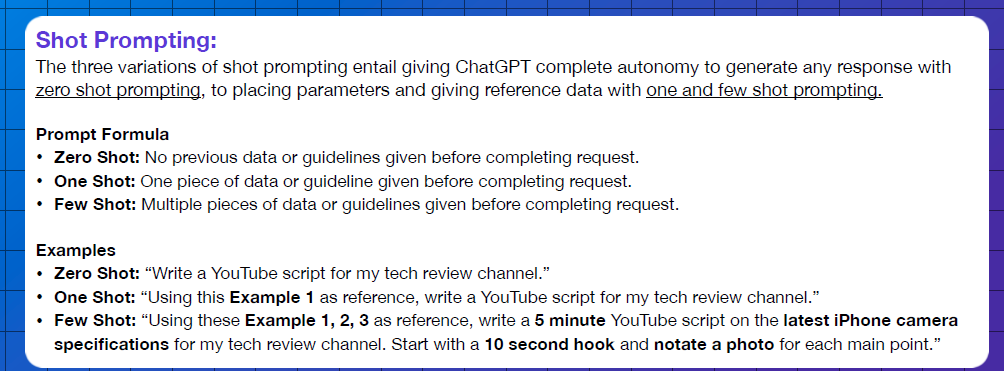 Shot Prompting:
The three variations of shot prompting entail giving ChatGPT complete autonomy to generate any response with
zero shot prompting, to placing parameters and giving reference data with one and few shot prompting.
Prompt Formula
• Zero Shot: No previous data or guidelines given before completing request.
• One Shot: One piece of data or guideline given before completing request.
• Few Shot: Multiple pieces of data or guidelines given before completing request.
Examples
• Zero Shot: “Write a YouTube script for my tech review channel.”
• One Shot: “Using this Example 1 as reference, write a YouTube script for my tech review channel.”
• Few Shot: “Using these Example 1, 2, 3 as reference, write a 5 minute YouTube script on the latest iPhone camera
specifications for my tech review channel. Start with a 10 second hook and notate a photo for each main point.”